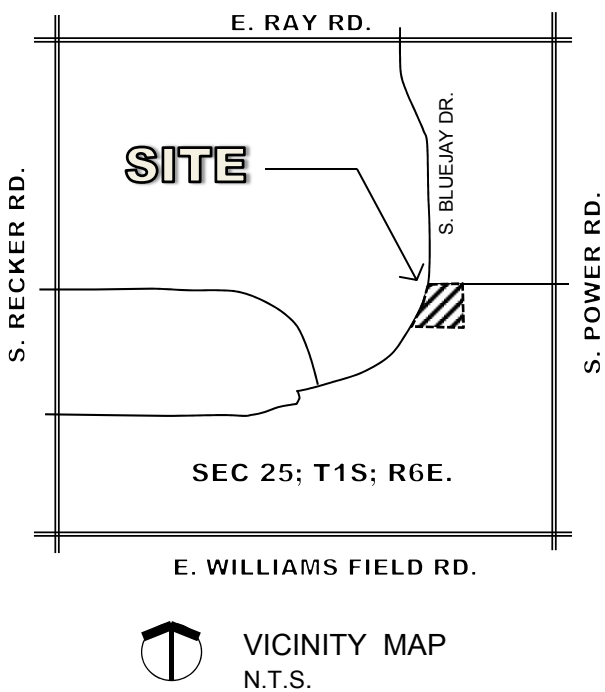 E. RAY RD.
S. BLUEJAY DR.
SITE
S. RECKER RD.
S. POWER RD.
SEC 25; T1S; R6E.
E. WILLIAMS FIELD RD.
VICINITY MAP
N.T.S.